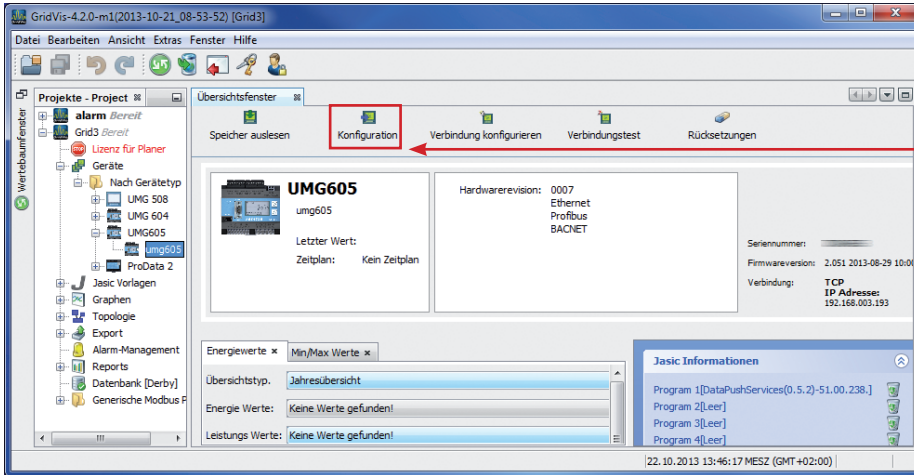 GridVis-4.2.0-m1(2013-10-21_08-53-52) [Grid3]
Datei Bearbeiten Ansicht Extras Fenster Hilfe
Wertebaumfenster
Projekte - Project
alarm Bereit
Grid3 Bereit
Lizenz für Planer
Geräte
Nach Gerätetyp
UMG 508
UMG 604
UMG605
umg605
ProData 2
Jasic Vorlagen
Graphen
Topologie
Export
Alarm-Management
Reports
Datenbank [Derby]
Generische Modbus P
Übersichtsfenster
Speicher auslesen
Konfiguration
Verbindung konfigurieren
Verbindungstest
Rücksetzungen
UMG605
umg605
Letzter Wert:
Zeitplan: Kein Zeitplan
Hardwarerevision: 0007
Ethernet
Profibus
BACNET
Seriennummer:
Firmwareversion: 2.051 2013-08-29 10:00
Verbindung: TCP
IP Adresse:
192.168.003.193
Energiewerte
Min/Max Werte
Übersichtstyp. Jahresübersicht
Energie Werte: Keine Werte gefunden!
Leistungs Werte: Keine Werte gefunden!
Jasic Informationen
Program 1[DataPushServices(0.5.2)-51.00.238.]
Program 2[Leer]
Program 3[Leer]
Program 4[Leer]
22.10.2013 13:46:17 MESZ (GMT+02:00)